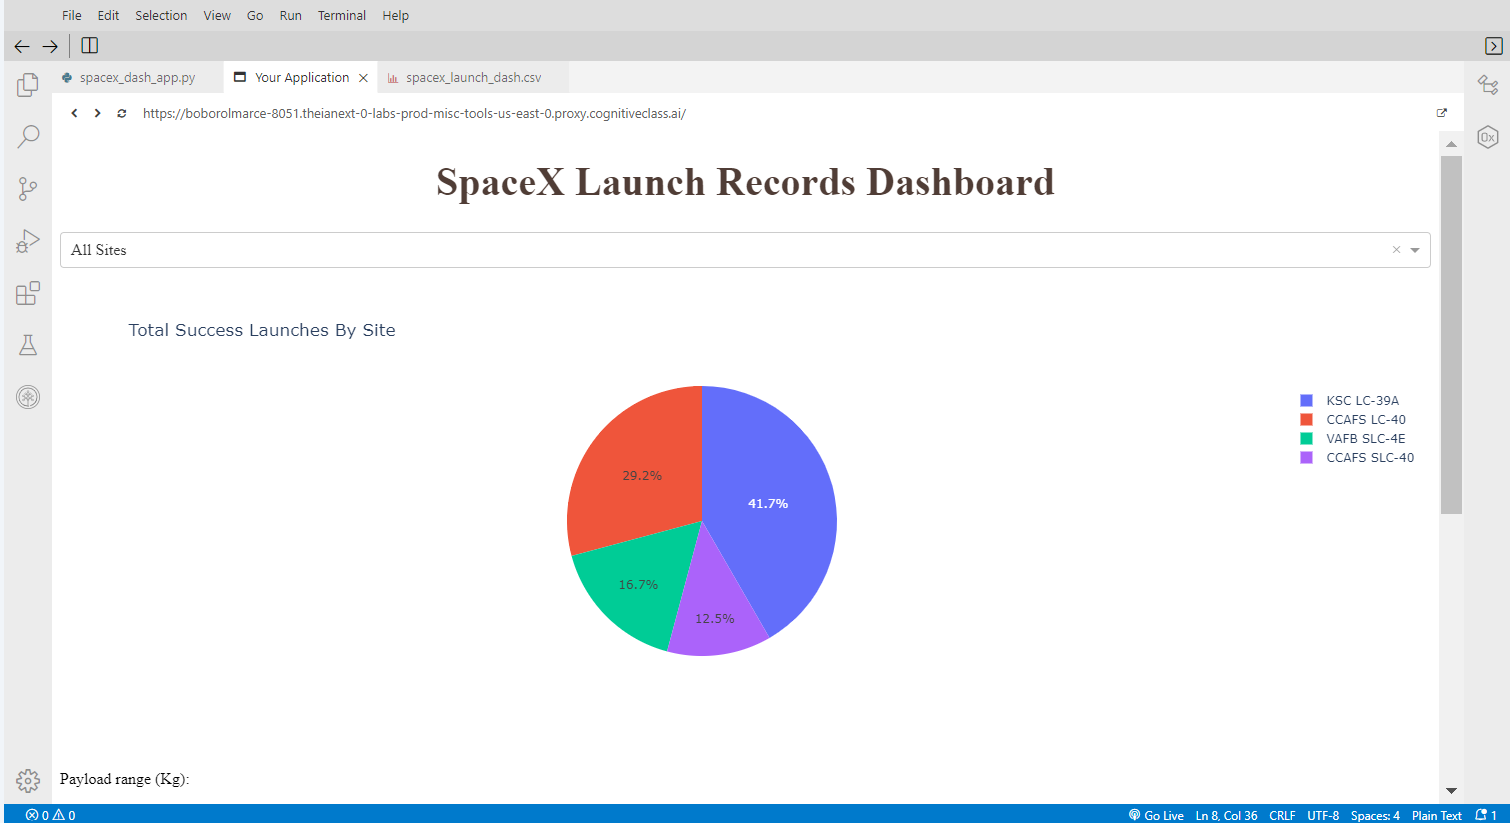 File Edit Selection View Go Run Terminal Help
spacex_dash_app.py Your Application spacex_launch_dash.csv
https://boborolmarce-8051.theianext-0-labs-prod-misc-tools-us-east-0.proxy.cognitiveclass.ai/
0x
SpaceX Launch Records Dashboard
All Sites ×
Total Success Launches By Site
KSC LC-39A
CCAFS LC-40
VAFB SLC-4E
CCAFS SLC-40
29.2%
41.7%
16.7%
12.5%
Payload range (Kg):
0 0 Go Live Ln 8, Col 36 CRLF UTF-8 Spaces: 4 Plain Text 1